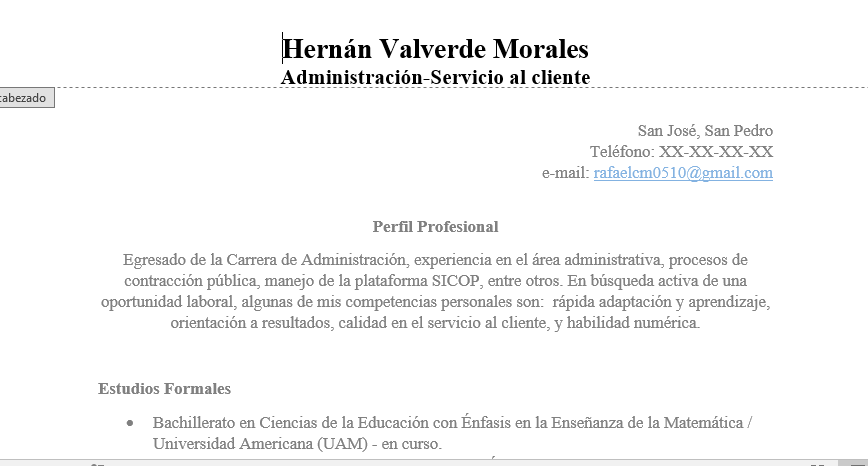 Hernán Valverde Morales
Administración-Servicio al cliente
cabezado
San José, San Pedro
Teléfono: XX-XX-XX-XX
e-mail: rafaelcm0510@gmail.com
Perfil Profesional
Egresado de la Carrera de Administración, experiencia en el área administrativa, procesos de
contracción pública, manejo de la plataforma SICOP, entre otros. En búsqueda activa de una
oportunidad laboral, algunas de mis competencias personales son:  rápida adaptación y aprendizaje,
orientación a resultados, calidad en el servicio al cliente, y habilidad numérica.
Estudios Formales
• Bachillerato en Ciencias de la Educación con Énfasis en la Enseñanza de la Matemática /
Universidad Americana (UAM) - en curso.